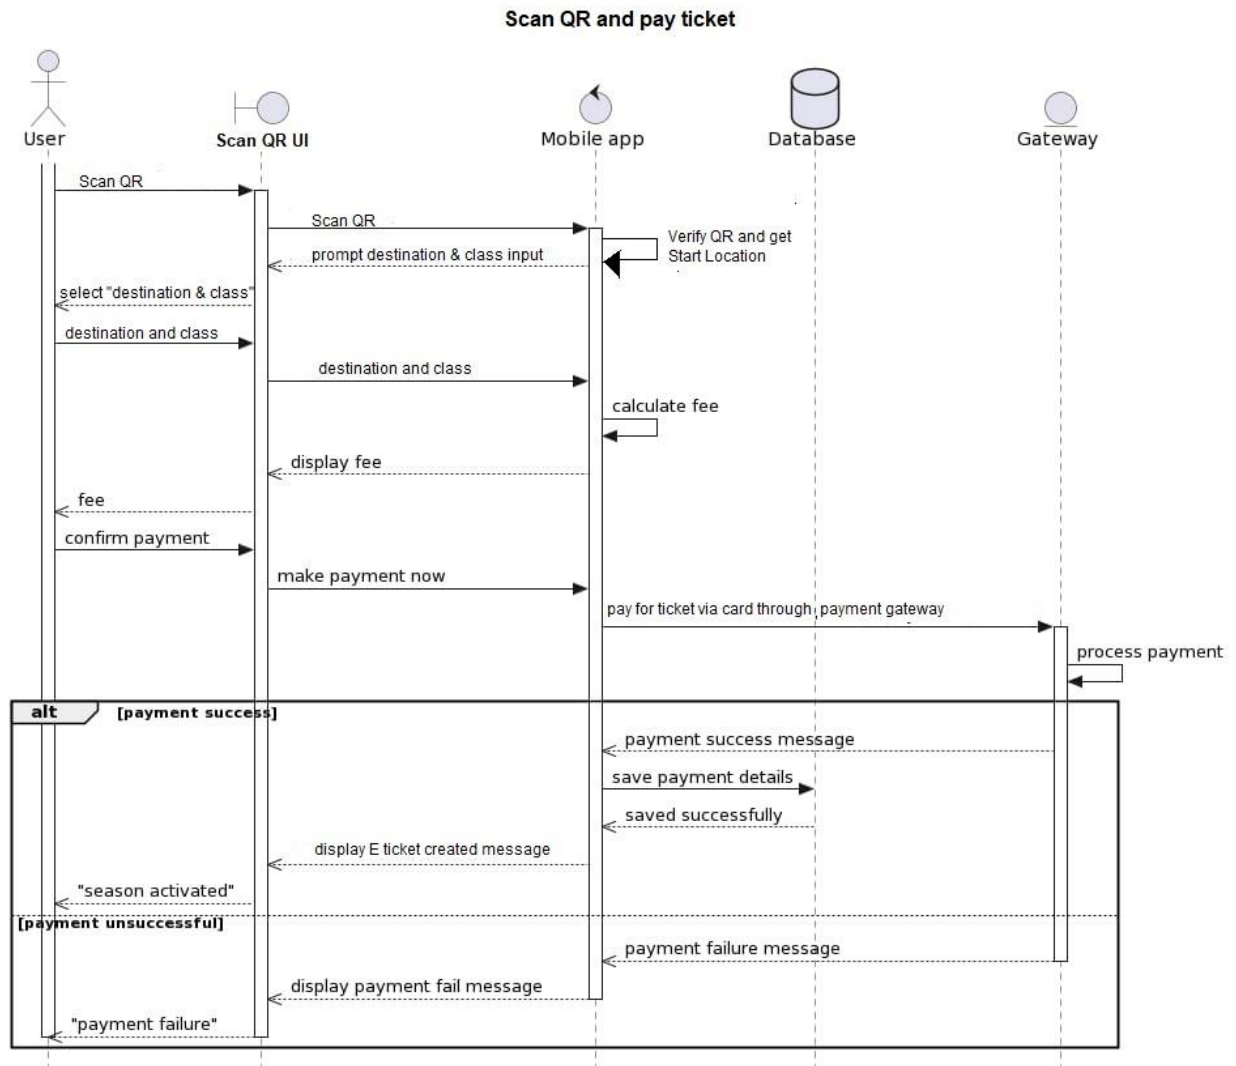 Scan QR and pay ticket
User
Scan QR UI
Mobile app
Database
Gateway
Scan QR
Scan QR
Verify QR and get
Start Location
prompt destination & class input
select "destination & class"
destination and class
destination and class
calculate fee
display fee
fee
confirm payment
make payment now
pay for ticket via card through payment gateway
process payment
alt
[payment success]
payment success message
save payment details
saved successfully
display E ticket created message
"season activated"
[payment unsuccessful]
payment failure message
display payment fail message
"payment failure"